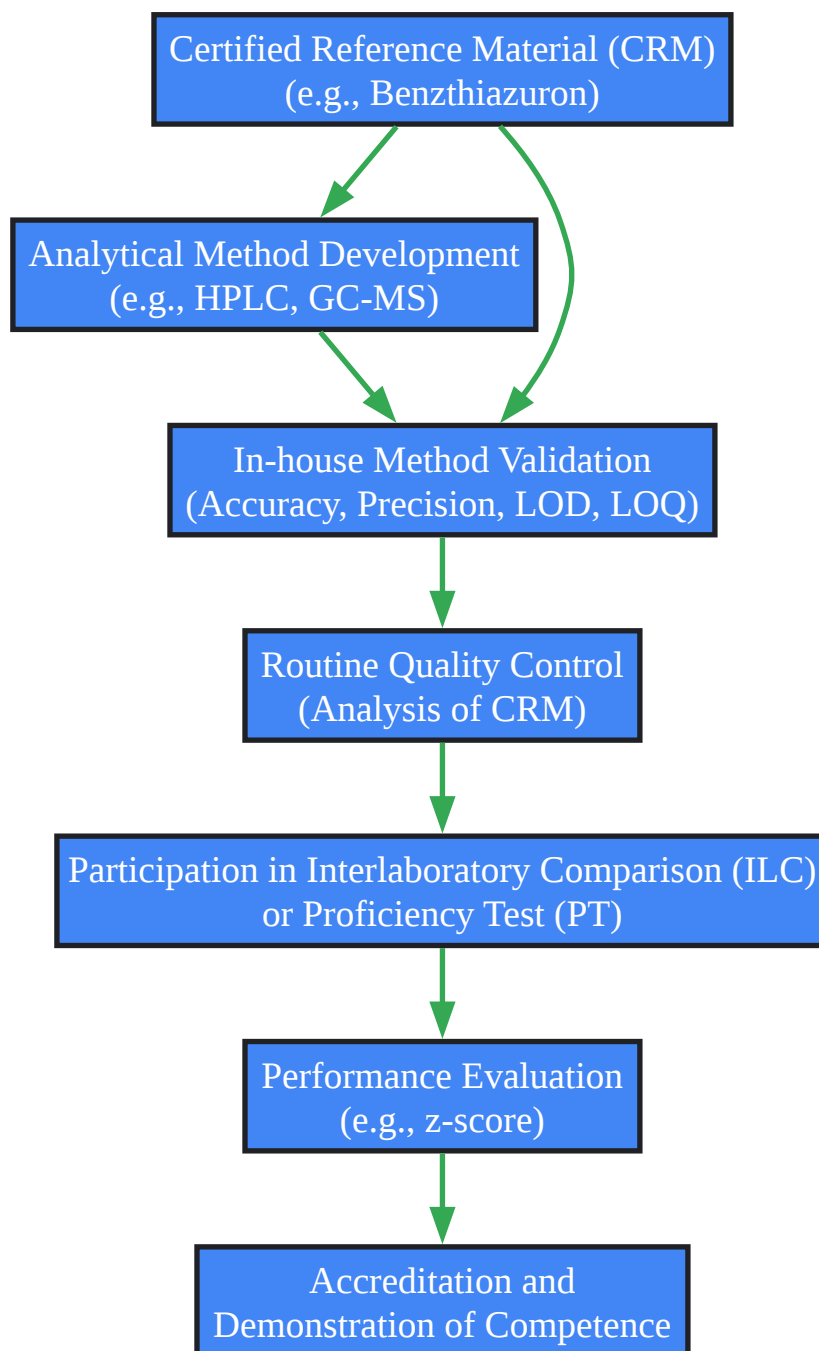 Certified Reference Material (CRM)
(e.g., Benzthiazuron)
Analytical Method Development
(e.g., HPLC, GC-MS)
In-house Method Validation
(Accuracy, Precision, LOD, LOQ)
Routine Quality Control
(Analysis of CRM)
Participation in Interlaboratory Comparison (ILC)
or Proficiency Test (PT)
Performance Evaluation
(e.g., z-score)
Accreditation and
Demonstration of Competence